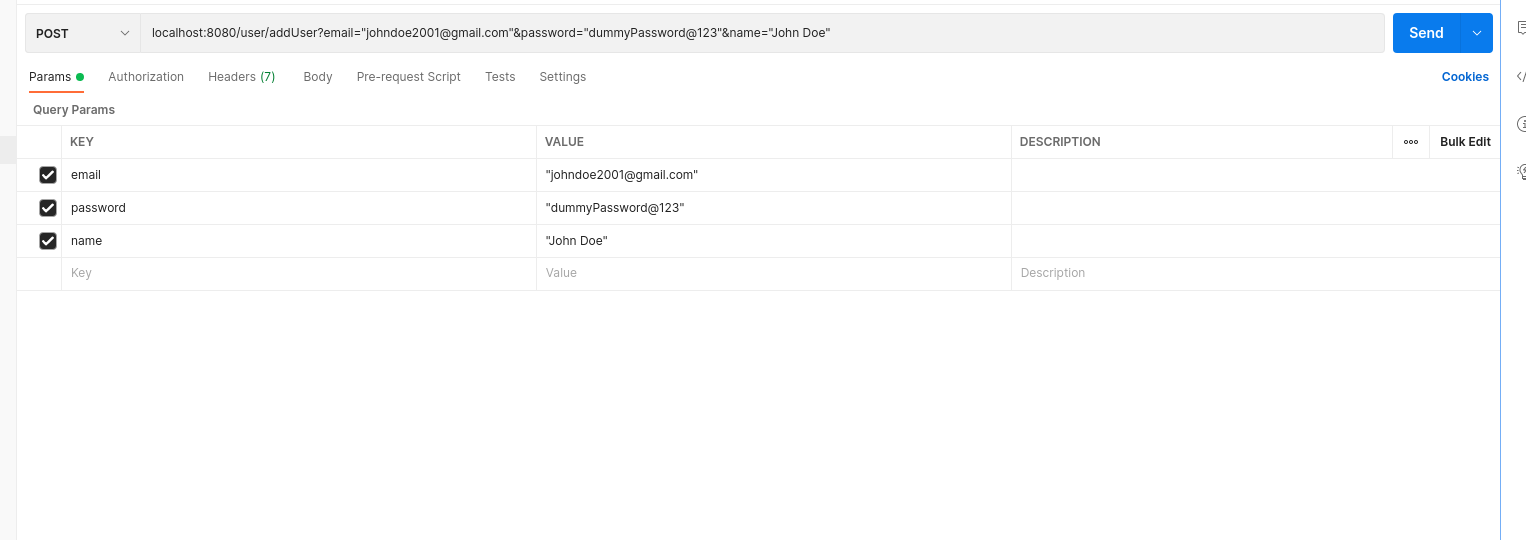 POST localhost:8080/user/addUser?email="johndoe2001@gmail.com"&password="dummyPassword@123"&name="John Doe" Send
Params Authorization Headers (7) Body Pre-request Script Tests Settings Cookies
Query Params
KEY VALUE DESCRIPTION Bulk Edit
email "johndoe2001@gmail.com"
password "dummyPassword@123"
name "John Doe"
Key Value Description